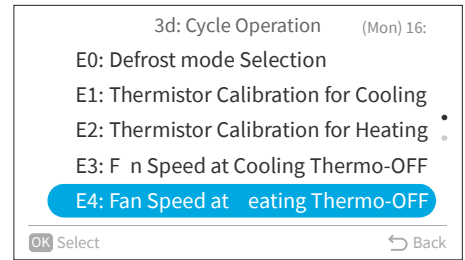 3d: Cycle Operation (Mon) 16:
E0: Defrost mode Selection
E1: Thermistor Calibration for Cooling
E2: Thermistor Calibration for Heating
E3: F n Speed at Cooling Thermo-OFF
E4: Fan Speed at eating Thermo-OFF
OK Select Back